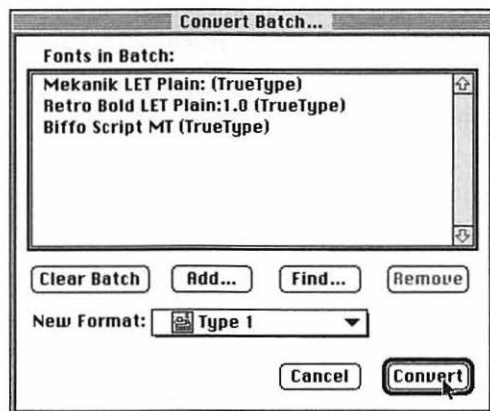 Convert Batch...
Fonts in Batch:
Mekanik LET Plain: (TrueType)
Retro Bold LET Plain:1.0 (TrueType)
Biffo Script MT (TrueType)
Clear Batch Add... Find... Remove
New Format: Type 1
Cancel Convert